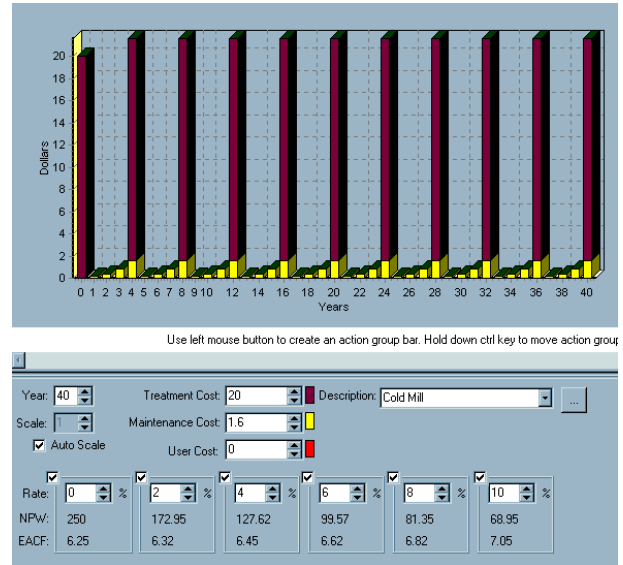 20
18
16
14
12
10
8
6
4
2
0
Dollars
0 1 2 3 4 5 6 7 8 9 10 12 14 16 18 20 22 24 26 28 30 32 34 36 38 40
Years
Use left mouse button to create an action group bar. Hold down ctrl key to move action group
Year: 40 Treatment Cost: 20 Description: Cold Mill ...
Scale: 1 Maintenance Cost: 1.6
Auto Scale User Cost: 0
Rate: 0 % 2 % 4 % 6 % 8 % 10 %
NPW: 250 172.95 127.62 99.57 81.35 68.95
EACF: 6.25 6.32 6.45 6.62 6.82 7.05